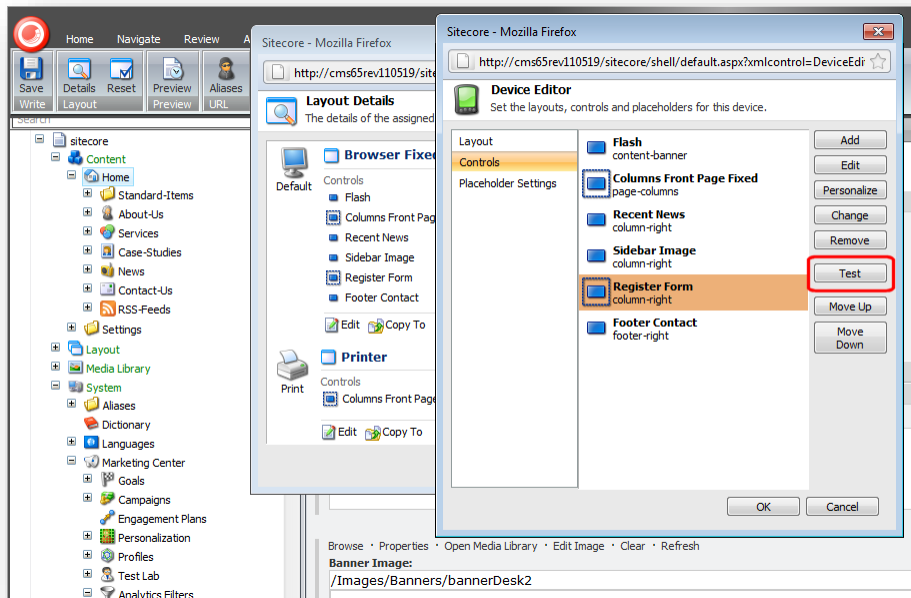 Home Navigate Review A
Save
Write
Details Reset
Layout
Preview
Preview
Aliases
URL
Search
sitecore
Content
Home
Standard-Items
About-Us
Services
Case-Studies
News
Contact-Us
RSS-Feeds
Settings
Layout
Media Library
System
Aliases
Dictionary
Languages
Marketing Center
Goals
Campaigns
Engagement Plans
Personalization
Profiles
Test Lab
Analytics Filters
Sitecore - Mozilla Firefox
http://cms65rev110519/site
Layout Details
The details of the assigned
Default
Browser Fixed
Controls
Flash
Columns Front Pag
Recent News
Sidebar Image
Register Form
Footer Contact
Edit Copy To
Print
Printer
Controls
Columns Front Page
Edit Copy To
Sitecore - Mozilla Firefox
http://cms65rev110519/sitecore/shell/default.aspx?xmlcontrol=DeviceEdi
Device Editor
Set the layouts, controls and placeholders for this device.
Layout
Controls
Placeholder Settings
Flash
content-banner
Columns Front Page Fixed
page-columns
Recent News
column-right
Sidebar Image
column-right
Register Form
column-right
Footer Contact
footer-right
Add
Edit
Personalize
Change
Remove
Test
Move Up
Move
Down
OK Cancel
Browse · Properties · Open Media Library · Edit Image · Clear · Refresh
Banner Image:
/Images/Banners/bannerDesk2